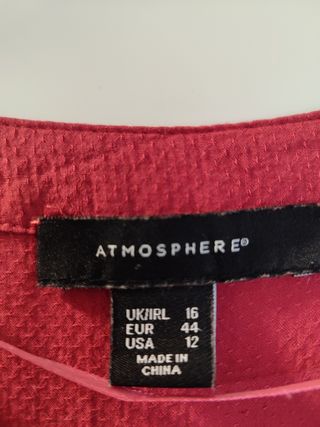 ATMOSPHERE®
UK/IRL 16
EUR 44
USA 12
MADE IN
CHINA